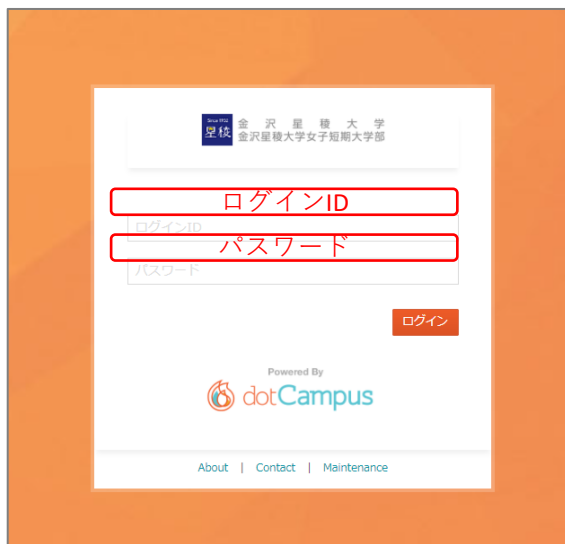 Since 1932
星稜
金沢星稜大学
金沢星稜大学女子短期大学部
ログインID
ログインID
パスワード
パスワード
ログイン
Powered By
dotCampus
About | Contact | Maintenance